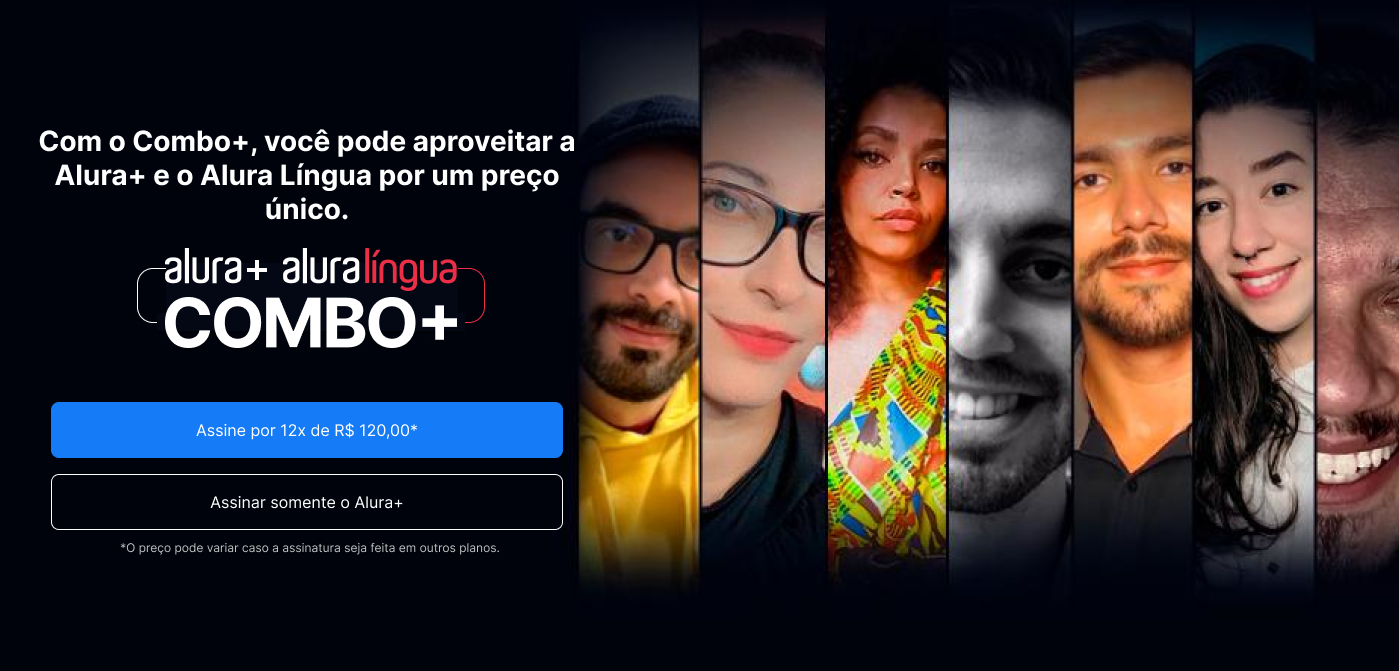 Com o Combo+, você pode aproveitar a
Alura+ e o Alura Língua por um preço
único.
alura+ aluralíngua
COMBO+
Assine por 12x de R$ 120,00*
Assinar somente o Alura+
*O preço pode variar caso a assinatura seja feita em outros planos.